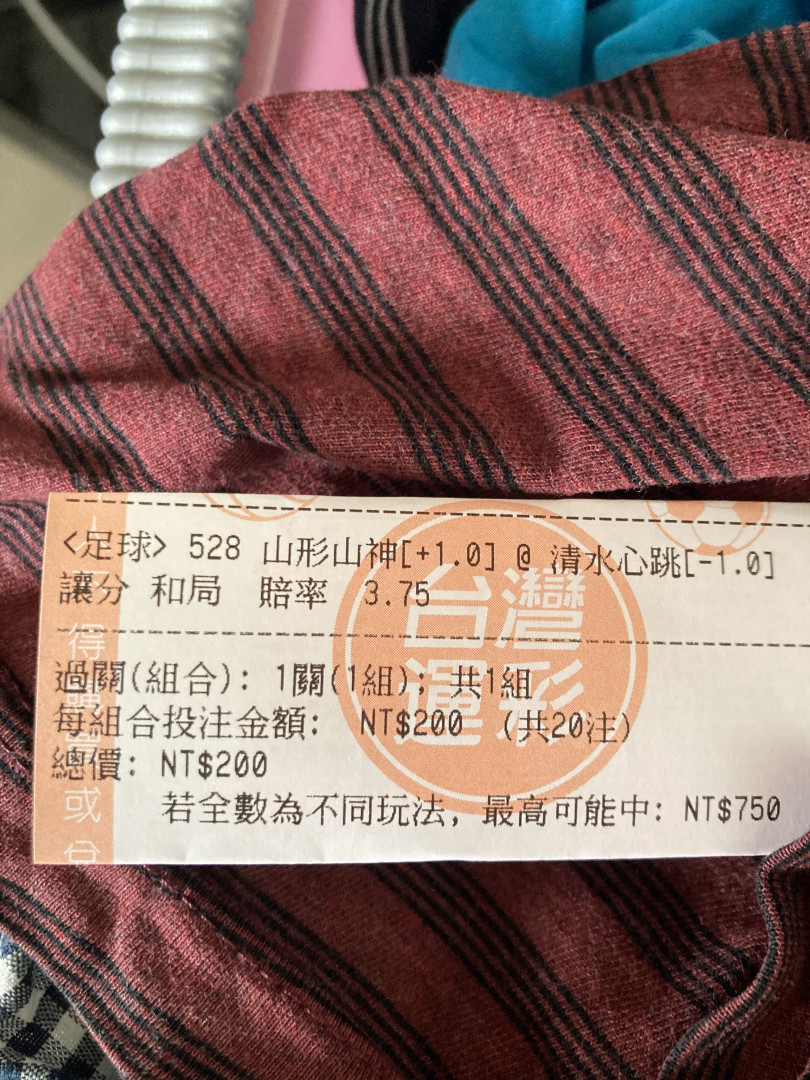 <足球> 528 山形山神[+1.0] @ 清水心跳[-1.0]
讓分 和局 賠率 3.75
過關(組合): 1關(1組); 共1組
每組合投注金額: NT$200 (共20注)
總價: NT$200
若全數為不同玩法, 最高可能中: NT$750
台灣
運彩
得
或